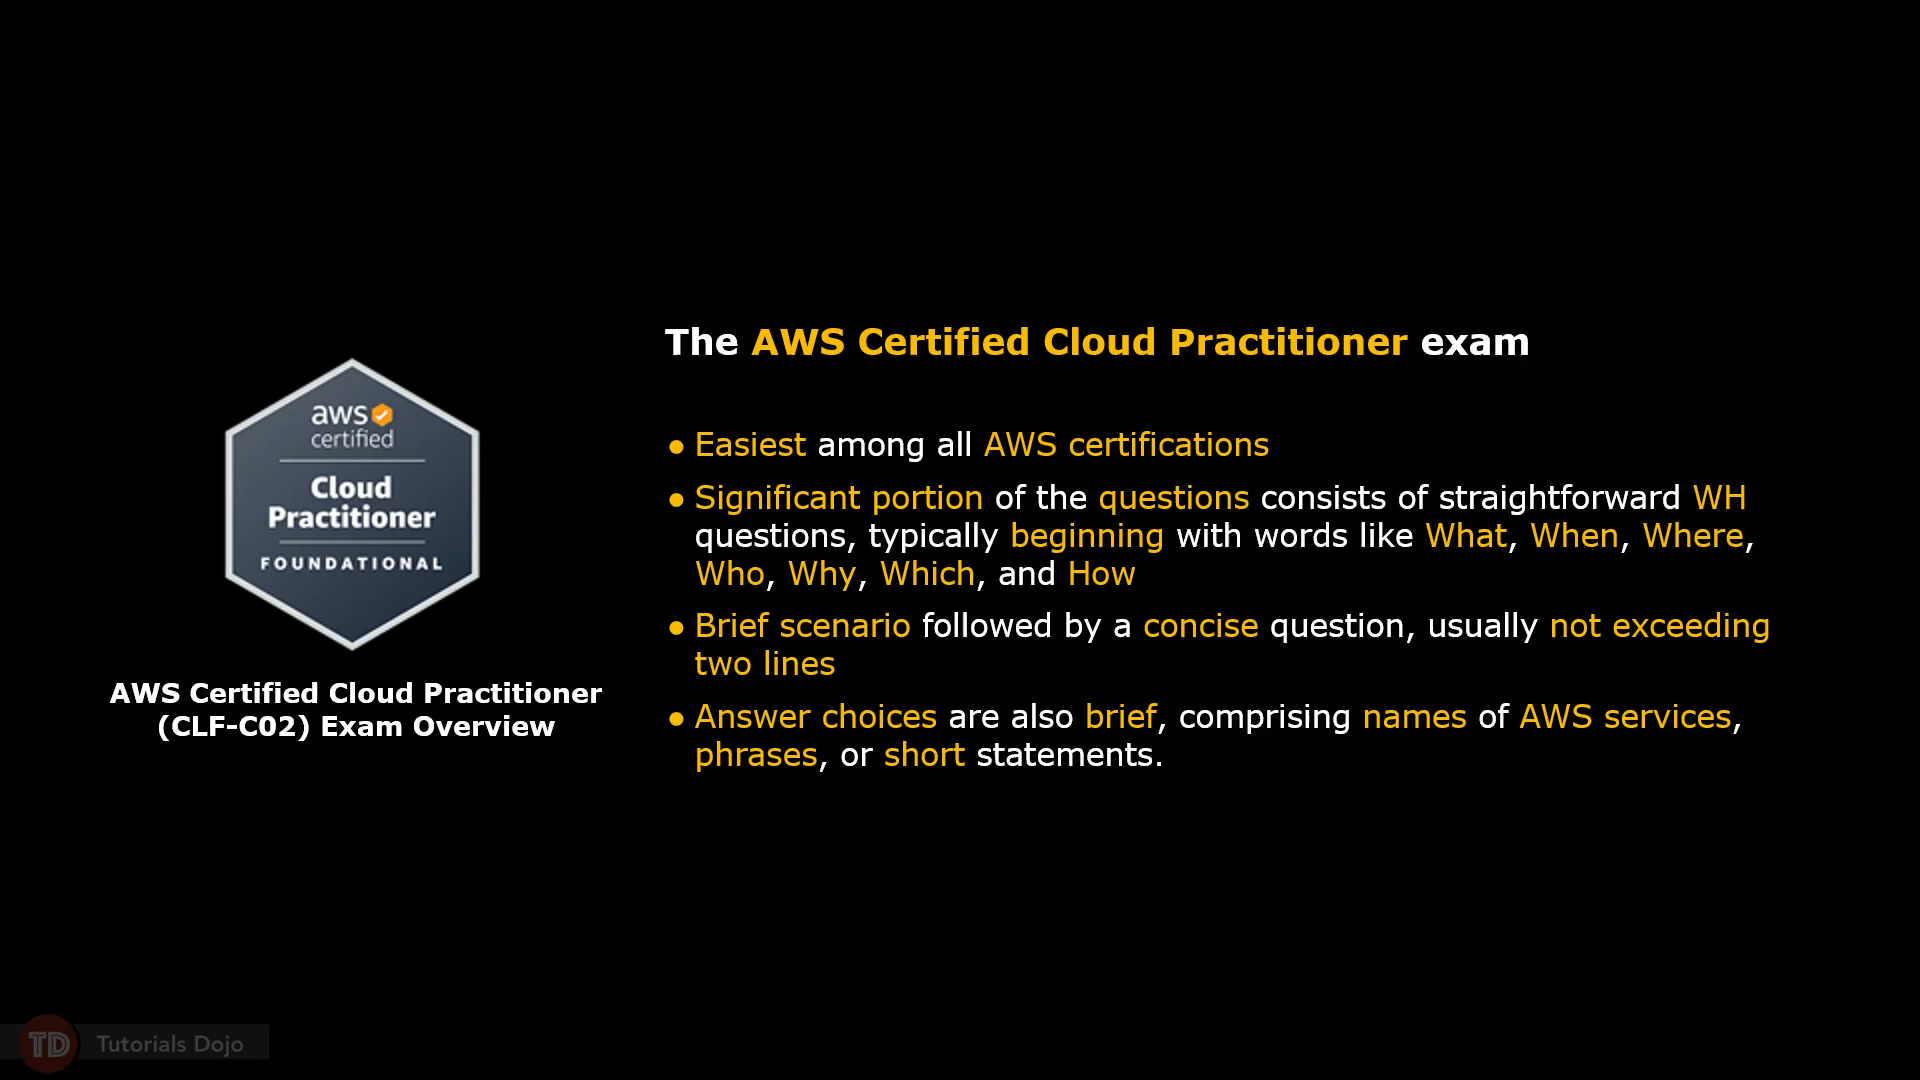 aws
certified
Cloud
Practitioner
FOUNDATIONAL
AWS Certified Cloud Practitioner
(CLF-C02) Exam Overview
The AWS Certified Cloud Practitioner exam
● Easiest among all AWS certifications
● Significant portion of the questions consists of straightforward WH
questions, typically beginning with words like What, When, Where,
Who, Why, Which, and How
● Brief scenario followed by a concise question, usually not exceeding
two lines
● Answer choices are also brief, comprising names of AWS services,
phrases, or short statements.
TD Tutorials Dojo